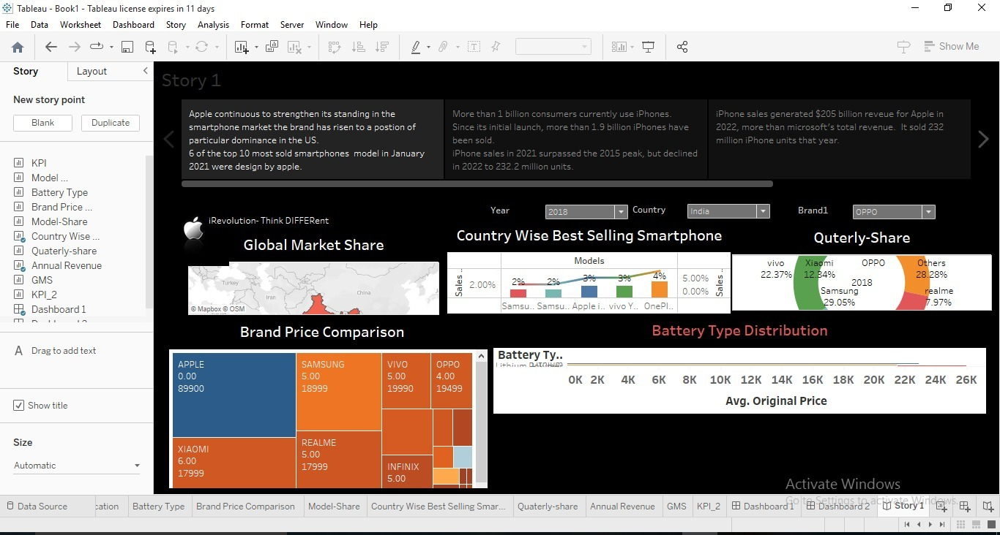 Tableau - Book1 - Tableau license expires in 11 days
File Data Worksheet Dashboard Story Analysis Format Server Window Help
Show Me
Story Layout
New story point
Blank Duplicate
KPI
Model ...
Battery Type
Brand Price ...
Model-Share
Country Wise ...
Quaterly-share
Annual Revenue
GMS
KPI_2
Dashboard 1
A Drag to add text
Show title
Size
Automatic
Story 1
Apple continuous to strengthen its standing in the
smartphone market the brand has risen to a postion of
particular dominance in the US.
6 of the top 10 most sold smartphones model in January
2021 were design by apple.
More than 1 billion consumers currently use iPhones.
Since its initial launch, more than 1.9 billion iPhones have
been sold.
iPhone sales in 2021 surpassed the 2015 peak, but declined
in 2022 to 232.2 million units.
iPhone sales generated $205 billion reveue for Apple in
2022, more than microsoft's total revenue. It sold 232
million iPhone units that year.
Year 2018 Country India Brand1 OPPO
iRevolution- Think DIFFERent
Global Market Share
Turkey
Iran
China
© Mapbox © OSM
Country Wise Best Selling Smartphone
Models
Sales ..
2.00%
2% 2% 3% 3% 4%
5.00%
0.00%
Sales ..
Samsu.. Samsu.. Apple i.. vivo Y.. OnePl..
Quterly-Share
vivo Xiaomi OPPO Others
22.37% 12.34% 28.28%
2018
Samsung realme
29.05% 7.97%
Brand Price Comparison
APPLE
0.00
89900
SAMSUNG
5.00
18999
VIVO
5.00
19990
OPPO
4.00
19499
XIAOMI
6.00
17999
REALME
5.00
17999
INFINIX
5.00
Battery Type Distribution
Battery Ty..
0K 2K 4K 6K 8K 10K 12K 14K 16K 18K 20K 22K 24K 26K
Avg. Original Price
Activate Windows
Go to Settings to activate Windows.
Data Source cation Battery Type Brand Price Comparison Model-Share Country Wise Best Selling Smar... Quaterly-share Annual Revenue GMS KPI_2 Dashboard 1 Dashboard 2 Story 1